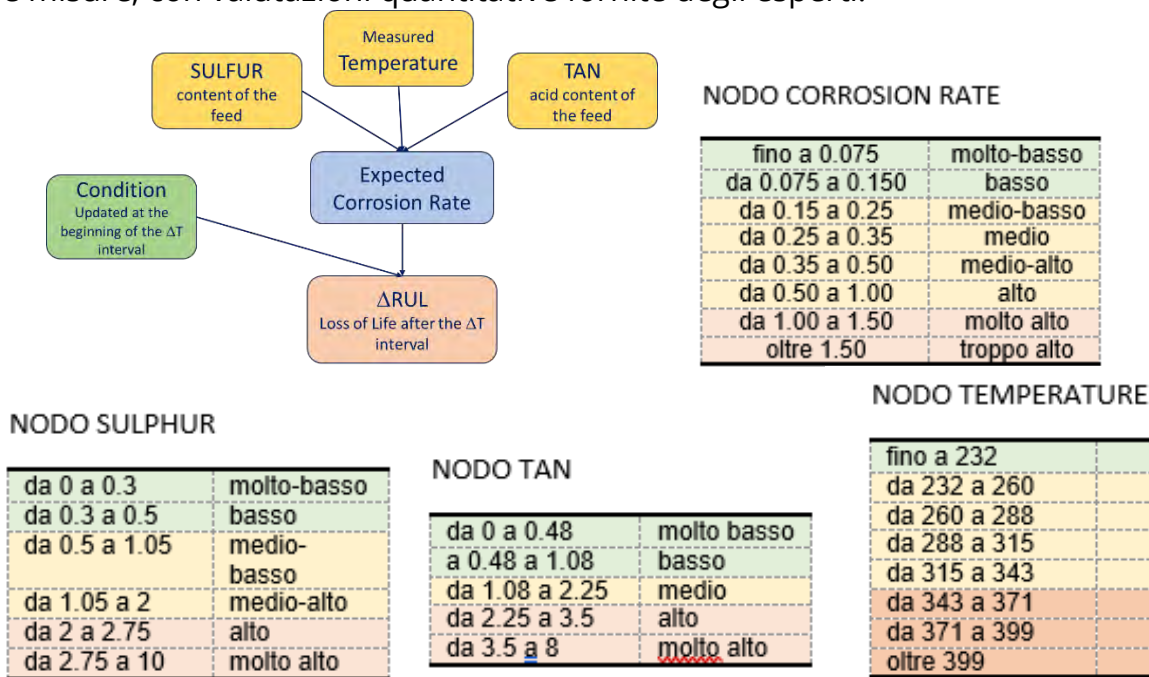 e misure, con valutazioni quantitative fornite degli esperti.
Measured
Temperature
SULFUR
content of the
feed
TAN
acid content of
the feed
Expected
Corrosion Rate
Condition
Updated at the
beginning of the ΔT
interval
ΔRUL
Loss of Life after the ΔT
interval
NODO CORROSION RATE
fino a 0.075 molto-basso
da 0.075 a 0.150 basso
da 0.15 a 0.25 medio-basso
da 0.25 a 0.35 medio
da 0.35 a 0.50 medio-alto
da 0.50 a 1.00 alto
da 1.00 a 1.50 molto alto
oltre 1.50 troppo alto
NODO SULPHUR
da 0 a 0.3 molto-basso
da 0.3 a 0.5 basso
da 0.5 a 1.05 medio-
basso
da 1.05 a 2 medio-alto
da 2 a 2.75 alto
da 2.75 a 10 molto alto
NODO TAN
da 0 a 0.48 molto basso
a 0.48 a 1.08 basso
da 1.08 a 2.25 medio
da 2.25 a 3.5 alto
da 3.5 a 8 molto alto
NODO TEMPERATURE
fino a 232
da 232 a 260
da 260 a 288
da 288 a 315
da 315 a 343
da 343 a 371
da 371 a 399
oltre 399